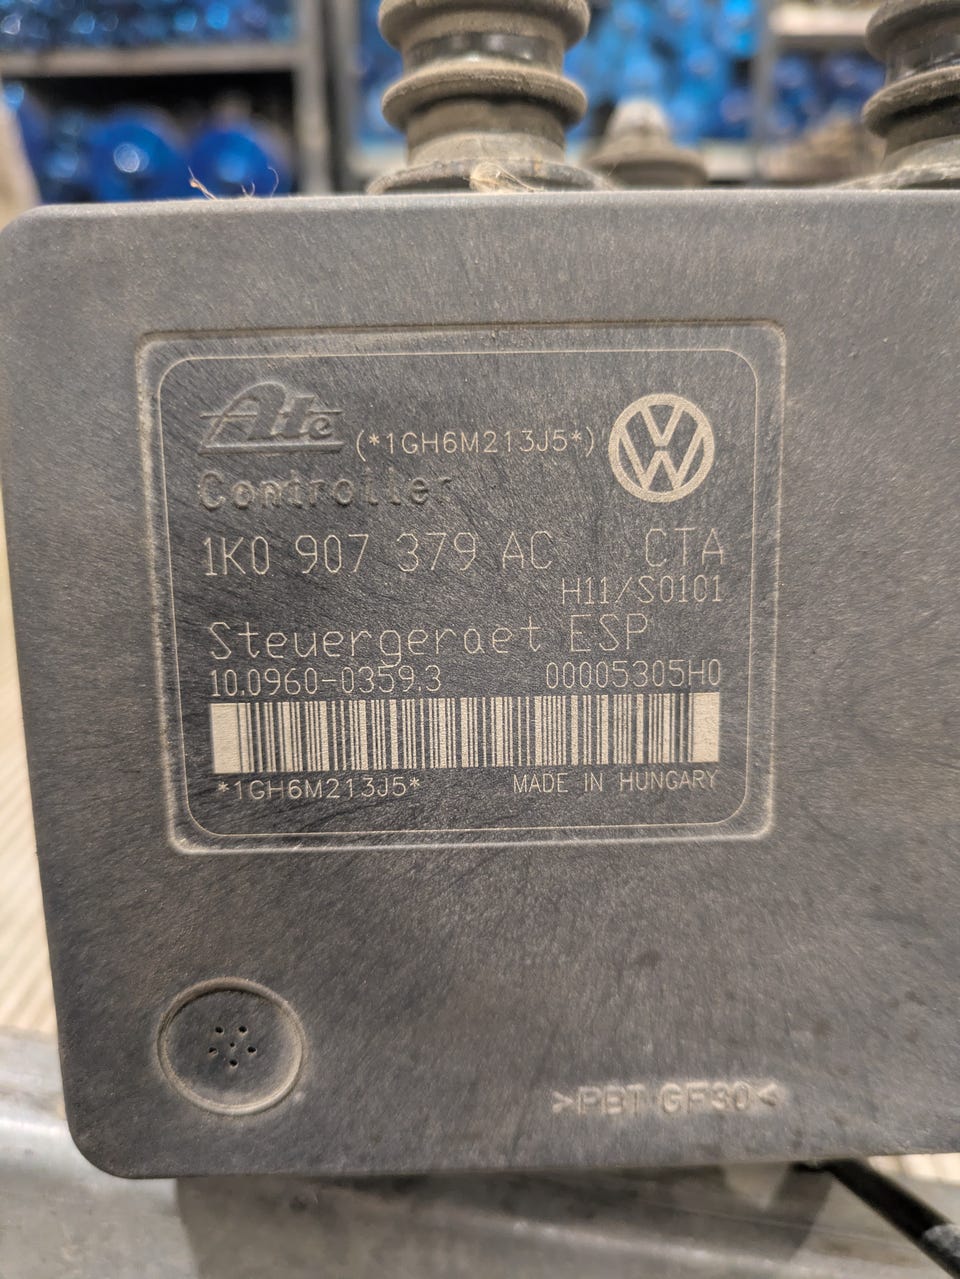 Ate (*1GH6M213J5*)
Controller
1K0 907 379 AC CTA
H11/S0101
Steuergeraet ESP
10.0960-0359.3 00005305H0
*1GH6M213J5* MADE IN HUNGARY
>PBT GF30<